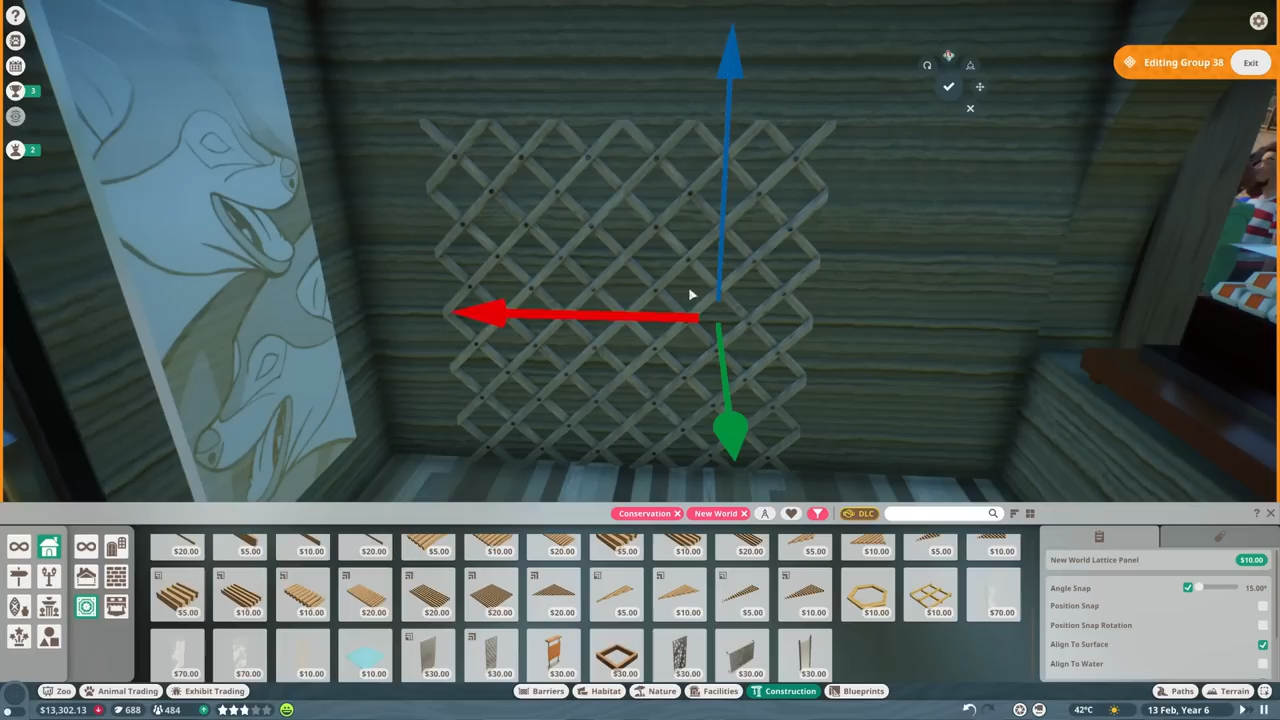 Editing Group 38
Exit
3
2
Conservation
New World
DLC
?
$20.00
$5.00
$10.00
$20.00
$5.00
$10.00
$20.00
$5.00
$10.00
$20.00
$5.00
$10.00
$5.00
$10.00
$5.00
$10.00
$10.00
$20.00
$20.00
$20.00
$20.00
$5.00
$10.00
$5.00
$10.00
$20.00
$20.00
$70.00
$70.00
$70.00
$10.00
$10.00
$30.00
$30.00
$30.00
$30.00
$30.00
$30.00
$30.00
New World Lattice Panel
$10.00
Angle Snap
15.00°
Position Snap
Position Snap Rotation
Align To Surface
Align To Water
Zoo
Animal Trading
Exhibit Trading
Barriers
Habitat
Nature
Facilities
Construction
Blueprints
Paths
Terrain
$13,302.13
688
484
42°C
13 Feb, Year 6